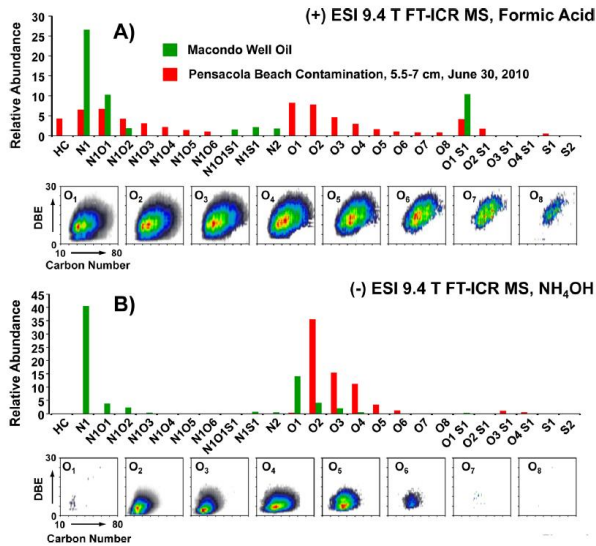 (+) ESI 9.4 T FT-ICR MS, Formic Acid
A)
Macondo Well Oil
Pensacola Beach Contamination, 5.5-7 cm, June 30, 2010
Relative Abundance
30
25
20
15
10
5
0
HC N1 N1O1 N1O2 N1O3 N1O4 N1O5 N1O6 N1O1S1 N1S1 N2 O1 O2 O3 O4 O5 O6 O7 O8 O1 S1 O2 S1 O3 S1 O4 S1 S1 S2
DBE
30
0
O1 O2 O3 O4 O5 O6 O7 O8
10 80
Carbon Number
(-) ESI 9.4 T FT-ICR MS, NH4OH
B)
Relative Abundance
45
40
35
30
25
20
15
10
5
0
HC N1 N1O1 N1O2 N1O3 N1O4 N1O5 N1O6 N1O1S1 N1S1 N2 O1 O2 O3 O4 O5 O6 O7 O8 O1 S1 O2 S1 O3 S1 O4 S1 S1 S2
DBE
30
0
O1 O2 O3 O4 O5 O6 O7 O8
10 80
Carbon Number